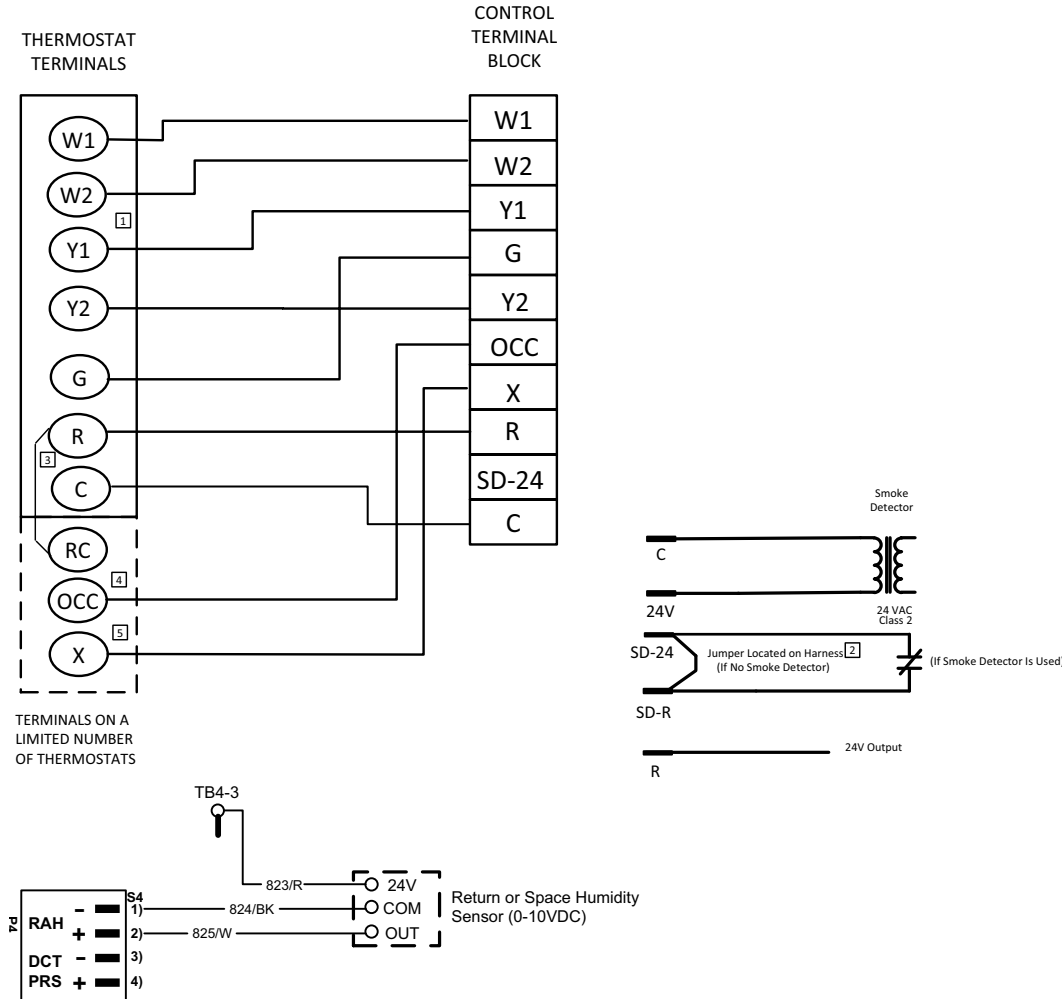 THERMOSTAT
TERMINALS
W1
W2
1
Y1
Y2
G
R
3
C
RC
4
OCC
5
X
TERMINALS ON A
LIMITED NUMBER
OF THERMOSTATS
CONTROL
TERMINAL
BLOCK
W1
W2
Y1
G
Y2
OCC
X
R
SD-24
C
Smoke
Detector
C
24V
24 VAC
Class 2
SD-24
Jumper Located on Harness 2
(If No Smoke Detector)
(If Smoke Detector Is Used)
SD-R
24V Output
R
TB4-3
823/R
24V
824/BK
COM
825/W
OUT
Return or Space Humidity
Sensor (0-10VDC)
P4
S4
RAH - 1)
+ 2)
DCT - 3)
PRS + 4)